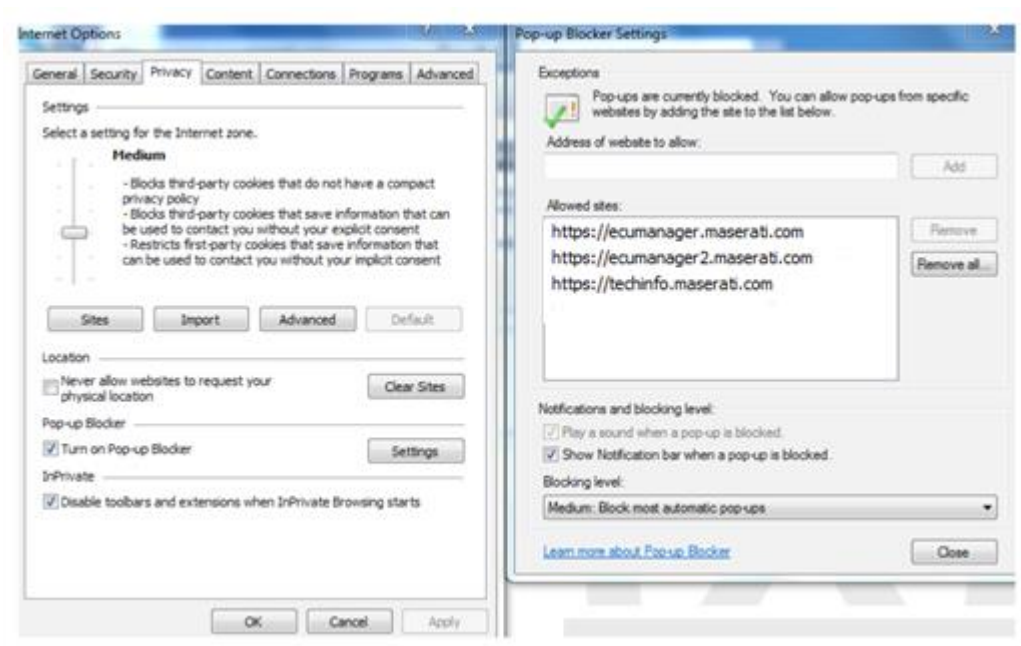 Internet Options
General Security Privacy Content Connections Programs Advanced
Settings
Select a setting for the Internet zone.
Medium
- Blocks third-party cookies that do not have a compact
privacy policy
- Blocks third-party cookies that save information that can
be used to contact you without your explicit consent
- Restricts first-party cookies that save information that
can be used to contact you without your implicit consent
Sites Import Advanced Default
Location
Never allow websites to request your
physical location
Clear Sites
Pop-up Blocker
Turn on Pop-up Blocker
Settings
InPrivate
Disable toolbars and extensions when InPrivate Browsing starts
OK Cancel Apply
Pop-up Blocker Settings
Exceptions
Pop-ups are currently blocked. You can allow pop-ups from specific
websites by adding the site to the list below.
Address of website to allow:
Add
Allowed sites:
https://ecumanager.maserati.com
https://ecumanager2.maserati.com
https://techinfo.maserati.com
Remove
Remove all...
Notifications and blocking level:
Play a sound when a pop-up is blocked.
Show Notification bar when a pop-up is blocked.
Blocking level:
Medium: Block most automatic pop-ups
Learn more about Pop-up Blocker
Close